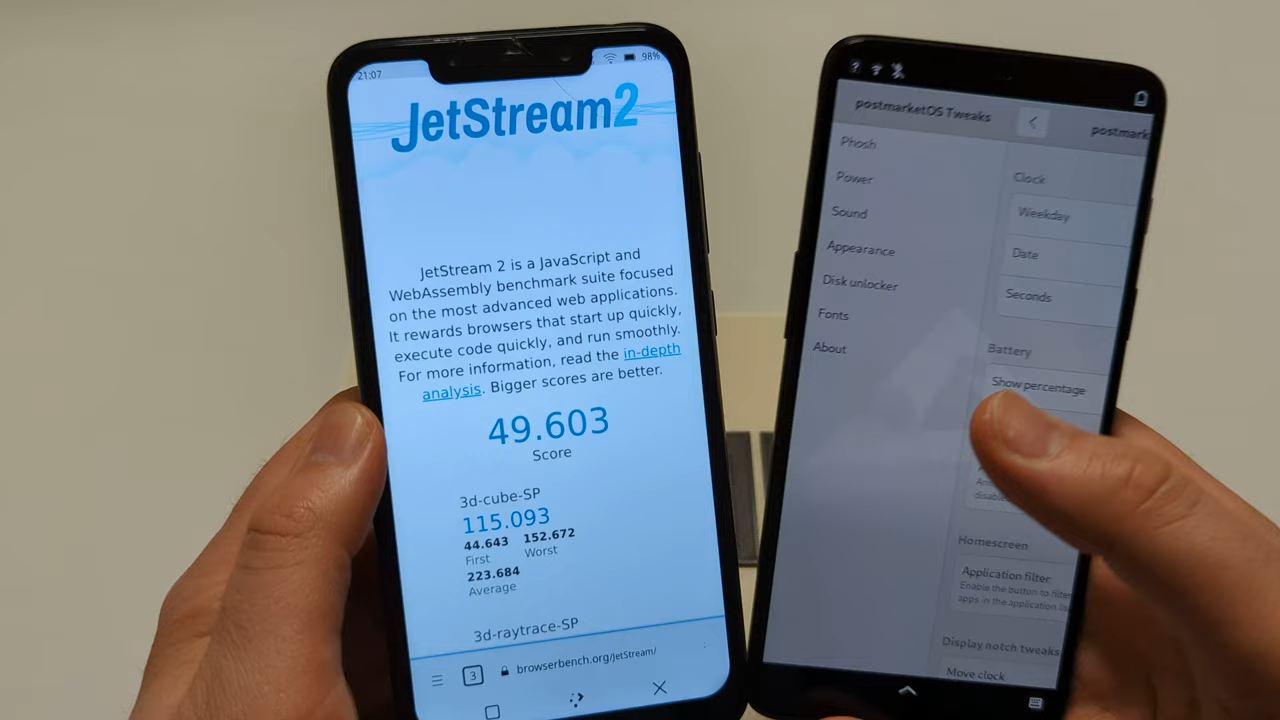 21:07
98%
JetStream2
JetStream 2 is a JavaScript and
WebAssembly benchmark suite focused
on the most advanced web applications.
It rewards browsers that start up quickly,
execute code quickly, and run smoothly.
For more information, read the in-depth
analysis. Bigger scores are better.
49.603
Score
3d-cube-SP
115.093
44.643 152.672
First Worst
223.684
Average
3d-raytrace-SP
3
browserbench.org/JetStream/
?
postmarketOS Tweaks
Phosh
Power
Sound
Appearance
Disk unlocker
Fonts
About
postmark
Clock
Weekday
Date
Seconds
Battery
Show percentage
Homescreen
Application filter
Enable the button to filter
apps in the application
Display notch tweaks
Move clock